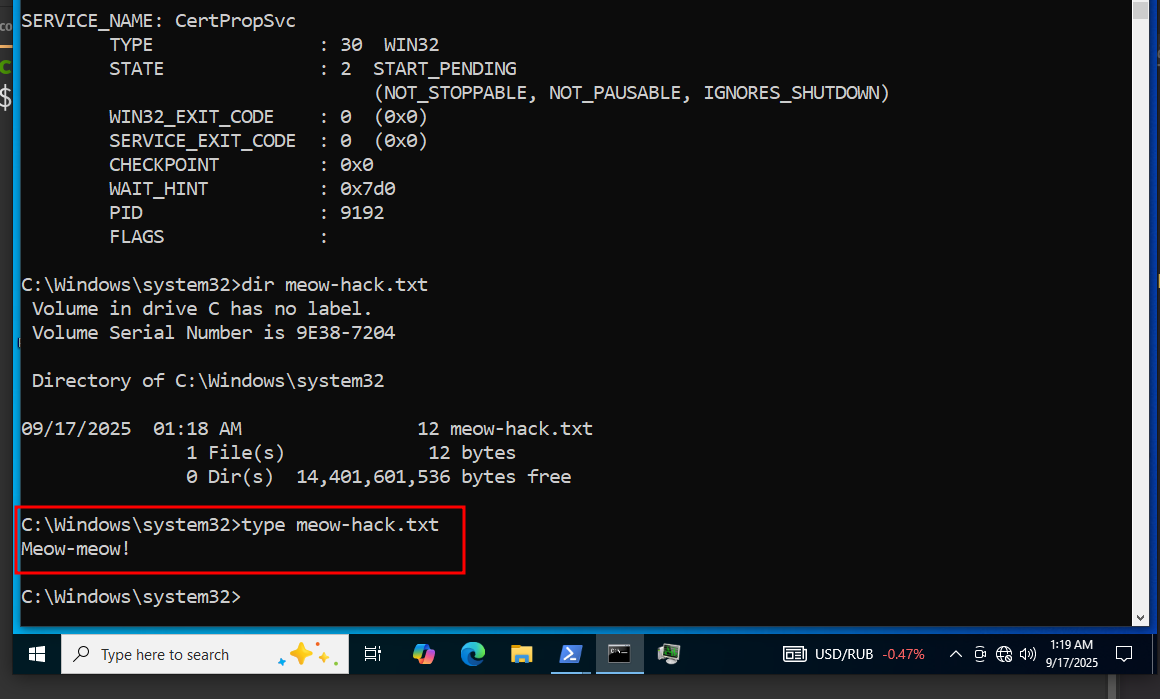 SERVICE_NAME: CertPropSvc
TYPE : 30 WIN32
STATE : 2 START_PENDING
(NOT_STOPPABLE, NOT_PAUSABLE, IGNORES_SHUTDOWN)
WIN32_EXIT_CODE : 0 (0x0)
SERVICE_EXIT_CODE : 0 (0x0)
CHECKPOINT : 0x0
WAIT_HINT : 0x7d0
PID : 9192
FLAGS :
C:\Windows\system32>dir meow-hack.txt
Volume in drive C has no label.
Volume Serial Number is 9E38-7204
Directory of C:\Windows\system32
09/17/2025 01:18 AM 12 meow-hack.txt
1 File(s) 12 bytes
0 Dir(s) 14,401,601,536 bytes free
C:\Windows\system32>type meow-hack.txt
Meow-meow!
C:\Windows\system32>
Type here to search
USD/RUB -0.47%
1:19 AM
9/17/2025